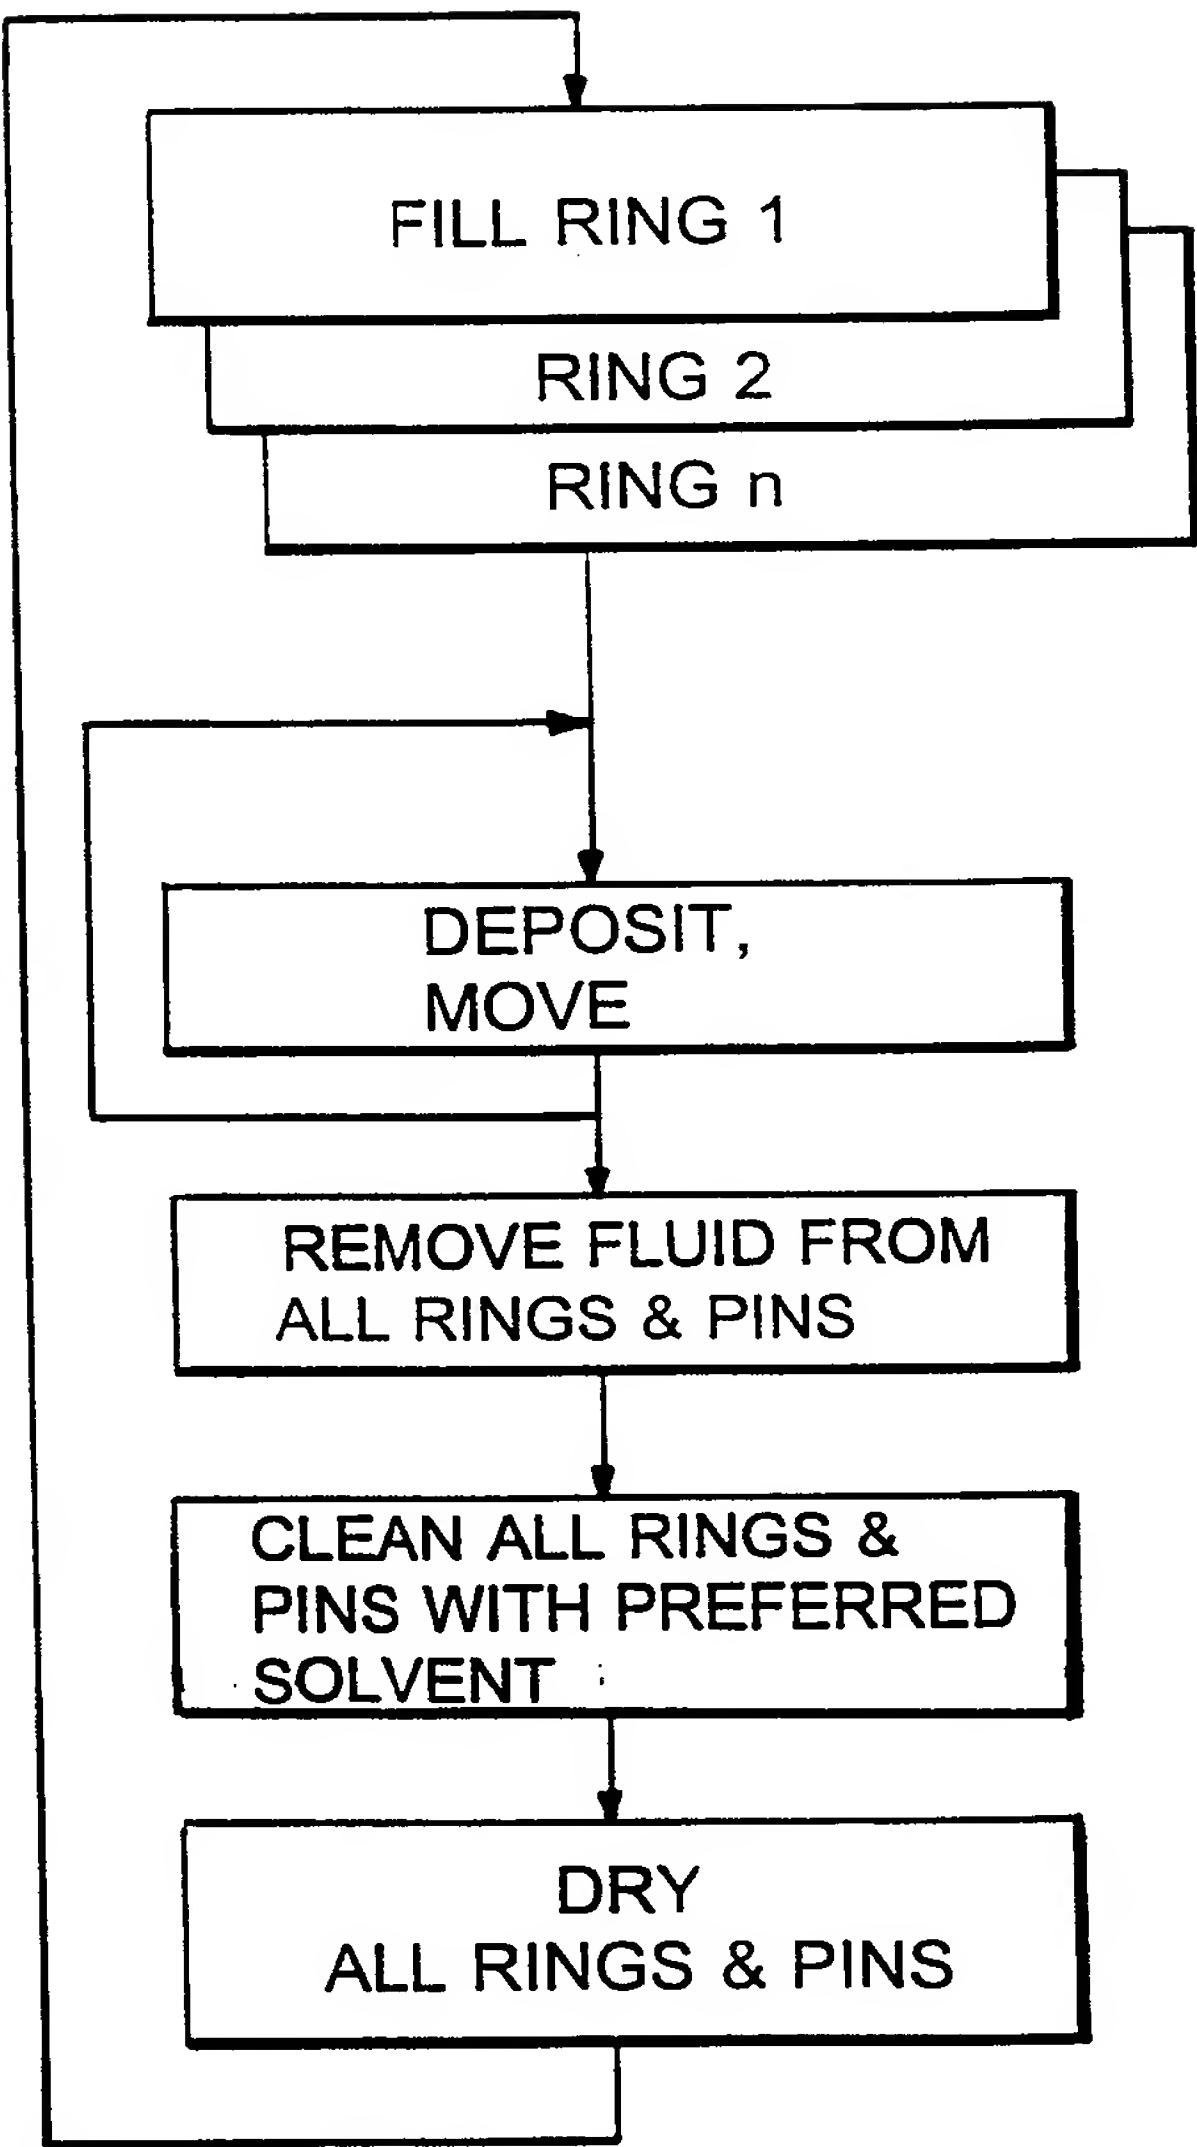 FILL RING 1
RING 2
RING n
DEPOSIT,
MOVE
REMOVE FLUID FROM
ALL RINGS & PINS
CLEAN ALL RINGS &
PINS WITH PREFERRED
SOLVENT
DRY
ALL RINGS & PINS